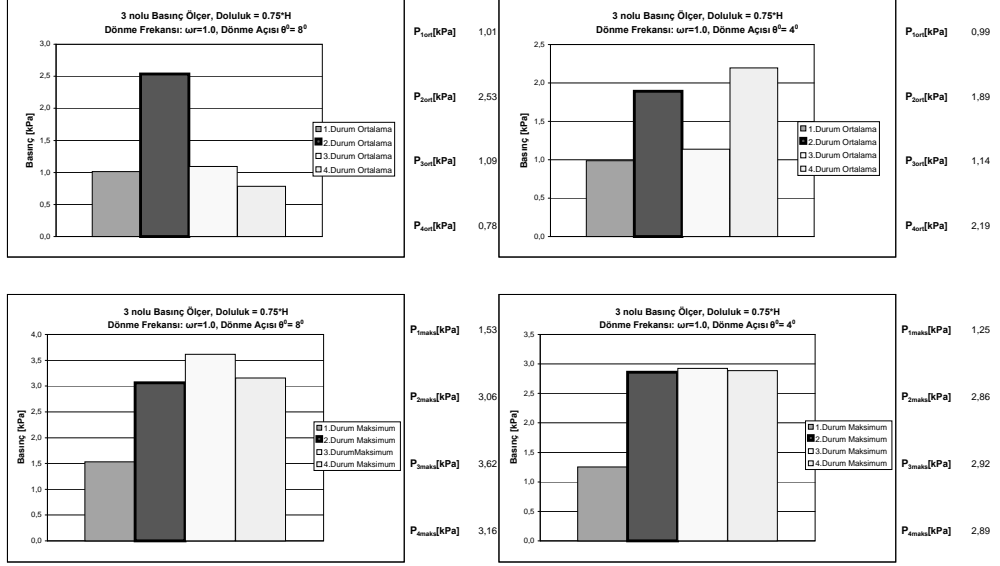 3 nolu Basınç Ölçer, Doluluk = 0.75*H
Dönme Frekansı: ωr=1.0, Dönme Açısı θ⁰= 8⁰
3,0
2,5
2,0
1,5
1,0
0,5
0,0
Basınç [kPa]
1.Durum Ortalama
2.Durum Ortalama
3.Durum Ortalama
4.Durum Ortalama
P1ort[kPa] 1,01
P2ort[kPa] 2,53
P3ort[kPa] 1,09
P4ort[kPa] 0,78
3 nolu Basınç Ölçer, Doluluk = 0.75*H
Dönme Frekansı: ωr=1.0, Dönme Açısı θ⁰= 4⁰
2,5
2,0
1,5
1,0
0,5
0,0
Basınç [kPa]
1.Durum Ortalama
2.Durum Ortalama
3.Durum Ortalama
4.Durum Ortalama
P1ort[kPa] 0,99
P2ort[kPa] 1,89
P3ort[kPa] 1,14
P4ort[kPa] 2,19
3 nolu Basınç Ölçer, Doluluk = 0.75*H
Dönme Frekansı: ωr=1.0, Dönme Açısı θ⁰= 8⁰
4,0
3,5
3,0
2,5
2,0
1,5
1,0
0,5
0,0
Basınç [kPa]
1.Durum Maksimum
2.Durum Maksimum
3.DurumMaksimum
4.Durum Maksimum
P1maks[kPa] 1,53
P2maks[kPa] 3,06
P3maks[kPa] 3,62
P4maks[kPa] 3,16
3 nolu Basınç Ölçer, Doluluk = 0.75*H
Dönme Frekansı: ωr=1.0, Dönme Açısı θ⁰= 4⁰
3,5
3,0
2,5
2,0
1,5
1,0
0,5
0,0
Basınç [kPa]
1.Durum Maksimum
2.Durum Maksimum
3.Durum Maksimum
4.Durum Maksimum
P1maks[kPa] 1,25
P2maks[kPa] 2,86
P3maks[kPa] 2,92
P4maks[kPa] 2,89